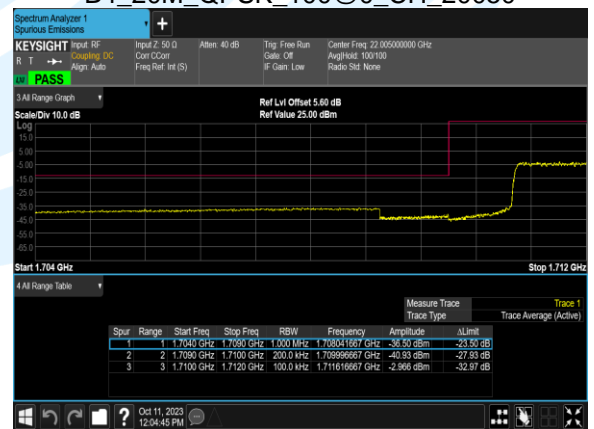 Spectrum Analyzer 1
Spurious Emissions
+
KEYSIGHT Input: RF Input Z: 50 Ω Atten: 40 dB Trig: Free Run Center Freq: 22.005000000 GHz
R T Coupling: DC Corr CCorr Gate: Off Avg|Hold: 100/100
Align: Auto Freq Ref: Int (S) IF Gain: Low Radio Std: None
PASS
3 All Range Graph
Ref Lvl Offset 5.60 dB
Scale/Div 10.0 dB Ref Value 25.00 dBm
Log
15.0
5.00
-5.00
-15.0
-25.0
-35.0
-45.0
-55.0
-65.0
Start 1.704 GHz Stop 1.712 GHz
4 All Range Table
Measure Trace Trace 1
Trace Type Trace Average (Active)
Spur Range Start Freq Stop Freq RBW Frequency Amplitude ΔLimit
1 1 1.7040 GHz 1.7090 GHz 1.000 MHz 1.708041667 GHz -36.50 dBm -23.50 dB
2 2 1.7090 GHz 1.7100 GHz 200.0 kHz 1.709996667 GHz -40.93 dBm -27.93 dB
3 3 1.7100 GHz 1.7120 GHz 100.0 kHz 1.711616667 GHz -2.966 dBm -32.97 dB
? Oct 11, 2023
12:04:45 PM